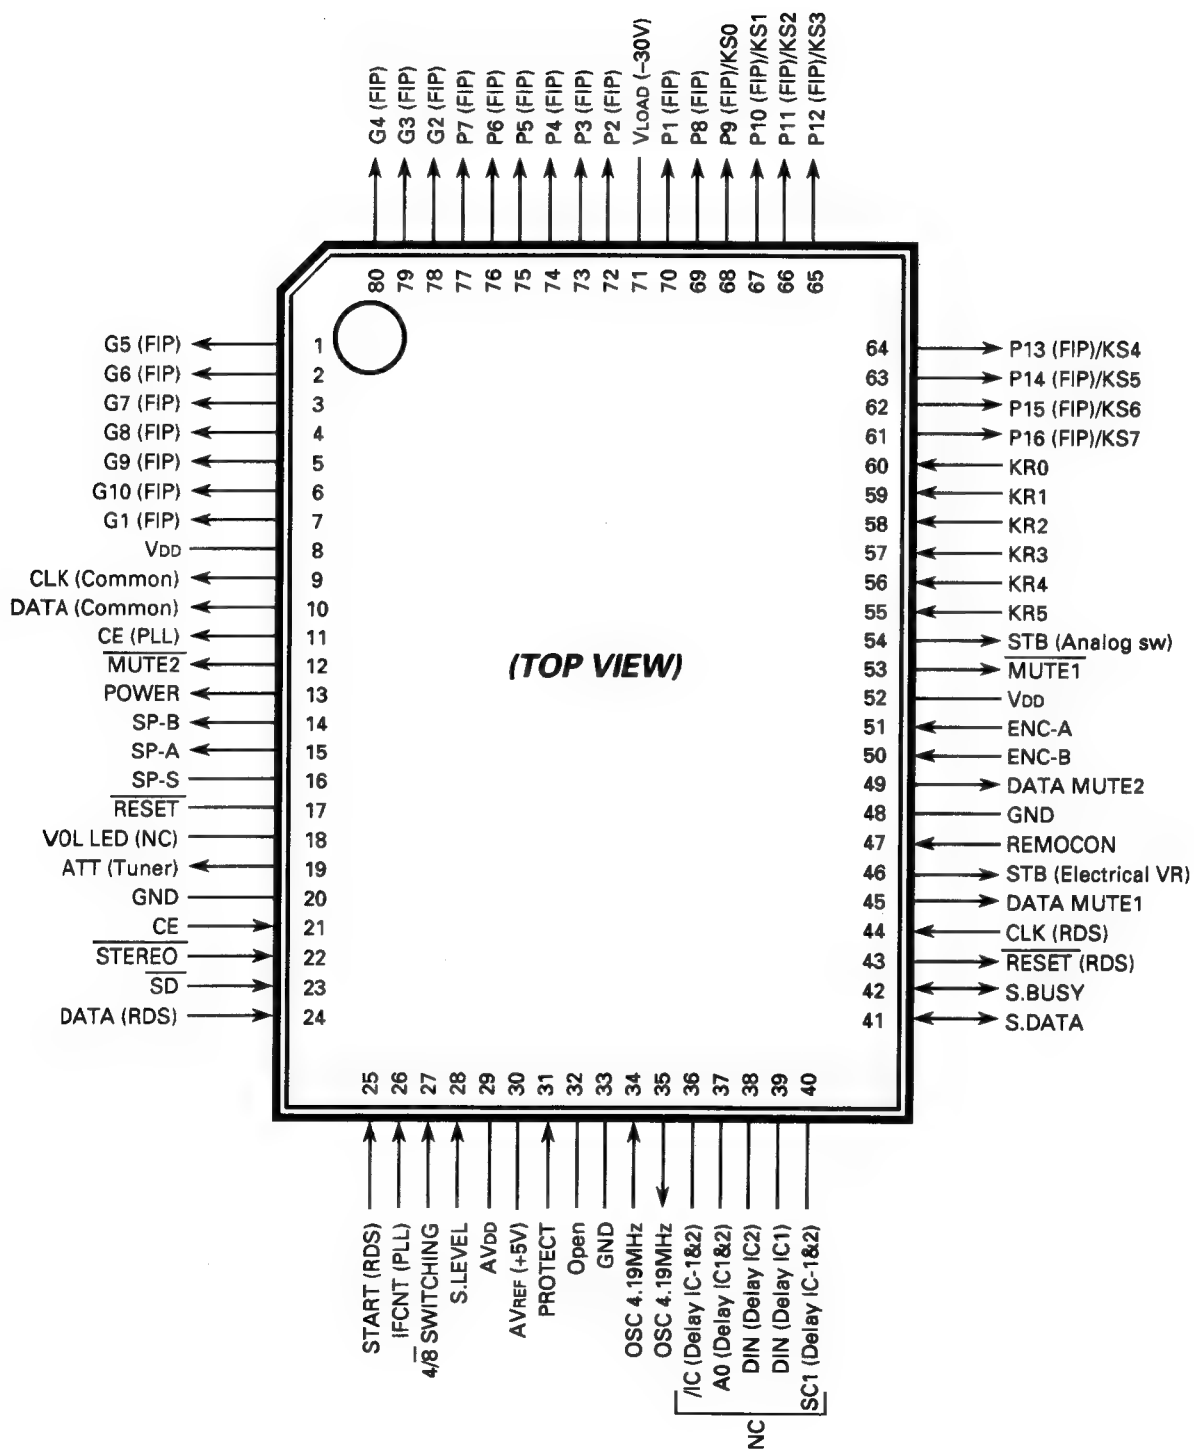 G4 (FIP)
G3 (FIP)
G2 (FIP)
P7 (FIP)
P6 (FIP)
P5 (FIP)
P4 (FIP)
P3 (FIP)
P2 (FIP)
VLOAD (–30V)
P1 (FIP)
P8 (FIP)
P9 (FIP)/KS0
P10 (FIP)/KS1
P11 (FIP)/KS2
P12 (FIP)/KS3
80
79
78
77
76
75
74
73
72
71
70
69
68
67
66
65
G5 (FIP) 1
G6 (FIP) 2
G7 (FIP) 3
G8 (FIP) 4
G9 (FIP) 5
G10 (FIP) 6
G1 (FIP) 7
VDD 8
CLK (Common) 9
DATA (Common) 10
CE (PLL) 11
MUTE2 12
POWER 13
SP-B 14
SP-A 15
SP-S 16
RESET 17
VOL LED (NC) 18
ATT (Tuner) 19
GND 20
CE 21
STEREO 22
SD 23
DATA (RDS) 24
(TOP VIEW)
64 P13 (FIP)/KS4
63 P14 (FIP)/KS5
62 P15 (FIP)/KS6
61 P16 (FIP)/KS7
60 KR0
59 KR1
58 KR2
57 KR3
56 KR4
55 KR5
54 STB (Analog sw)
53 MUTE1
52 VDD
51 ENC-A
50 ENC-B
49 DATA MUTE2
48 GND
47 REMOCON
46 STB (Electrical VR)
45 DATA MUTE1
44 CLK (RDS)
43 RESET (RDS)
42 S.BUSY
41 S.DATA
25
26
27
28
29
30
31
32
33
34
35
36
37
38
39
40
START (RDS)
IFCNT (PLL)
4/8 SWITCHING
S.LEVEL
AVDD
AVREF (+5V)
PROTECT
Open
GND
OSC 4.19MHz
OSC 4.19MHz
/IC (Delay IC-1&2)
A0 (Delay IC1&2)
DIN (Delay IC2)
DIN (Delay IC1)
SC1 (Delay IC-1&2)
NC